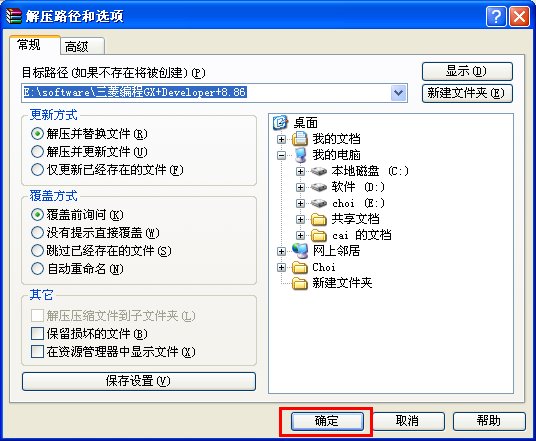 解压路径和选项
常规
高级
目标路径(如果不存在将被创建)(P)
显示(D)
E:\software\三菱编程GX+Developer+8.86
新建文件夹(E)
更新方式
解压并替换文件(R)
解压并更新文件(U)
仅更新已经存在的文件(F)
覆盖方式
覆盖前询问(K)
没有提示直接覆盖(W)
跳过已经存在的文件(S)
自动重命名(N)
其它
解压压缩文件到子文件夹(L)
保留损坏的文件(B)
在资源管理器中显示文件(X)
保存设置(V)
桌面
我的文档
我的电脑
本地磁盘 (C:)
软件 (D:)
choi (E:)
共享文档
cai 的文档
网上邻居
Choi
新建文件夹
确定
取消
帮助